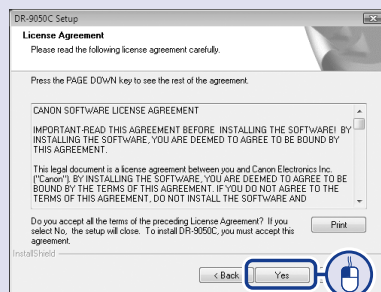 DR-9050C Setup
License Agreement
Please read the following license agreement carefully.
Press the PAGE DOWN key to see the rest of the agreement.
CANON SOFTWARE LICENSE AGREEMENT
IMPORTANT-READ THIS AGREEMENT BEFORE INSTALLING THE SOFTWARE! BY
INSTALLING THE SOFTWARE, YOU ARE DEEMED TO AGREE TO BE BOUND BY
THIS AGREEMENT.
This legal document is a license agreement between you and Canon Electronics Inc.
("Canon"). BY INSTALLING THE SOFTWARE, YOU ARE DEEMED TO AGREE TO BE
BOUND BY THE TERMS OF THIS AGREEMENT. IF YOU DO NOT AGREE TO THE
TERMS OF THIS AGREEMENT, DO NOT INSTALL THE SOFTWARE AND
Do you accept all the terms of the preceding License Agreement? If you
select No, the setup will close. To install DR-9050C, you must accept this
agreement.
Print
InstallShield
< Back
Yes